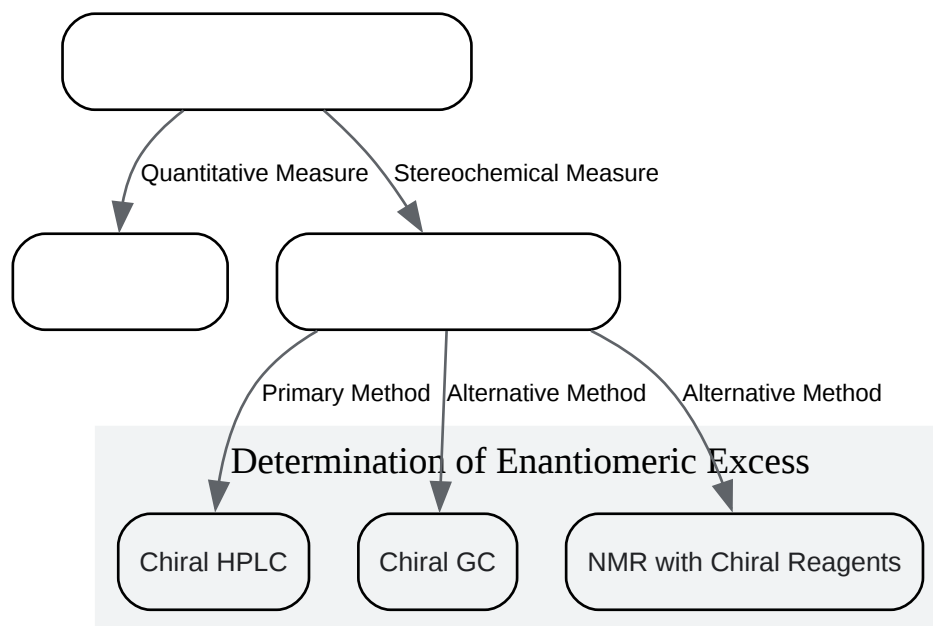 Quantitative Measure
Stereochemical Measure
Primary Method
Alternative Method
Alternative Method
Determination of Enantiomeric Excess
Chiral HPLC
Chiral GC
NMR with Chiral Reagents